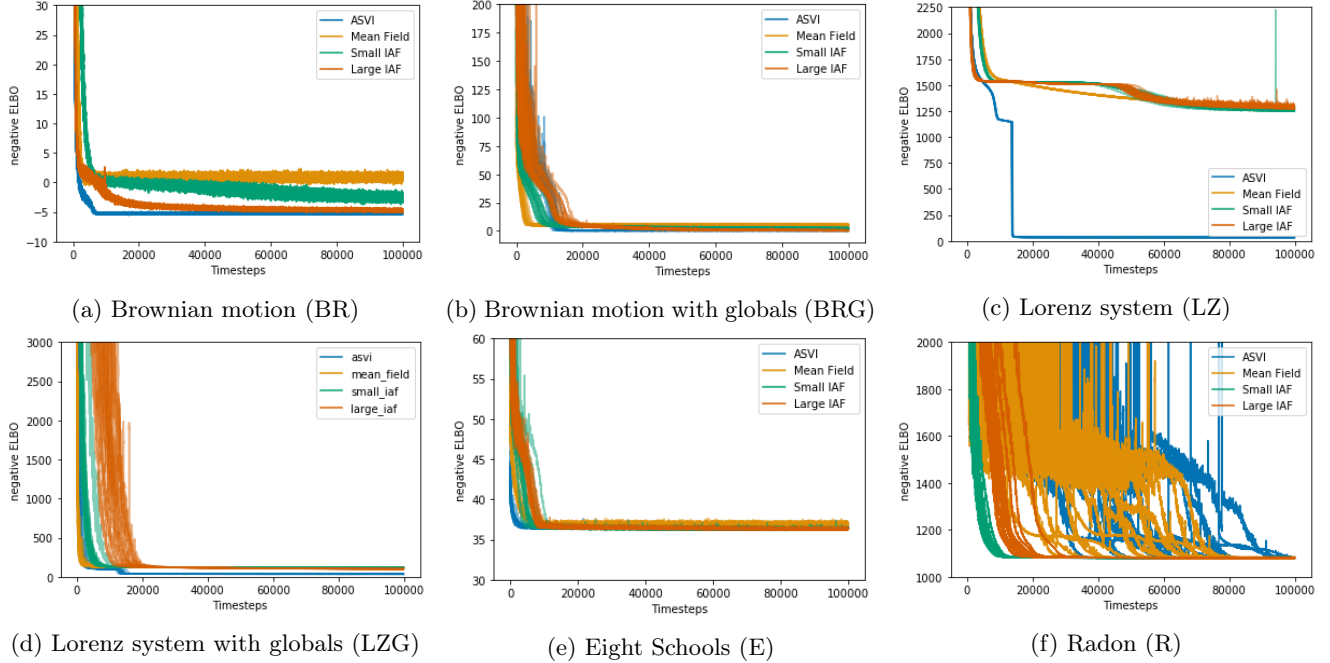 30
25
20
15
10
5
0
−5
−10
negative ELBO
0 20000 40000 60000 80000 100000
Timesteps
ASVI
Mean Field
Small IAF
Large IAF
(a) Brownian motion (BR)
200
175
150
125
100
75
50
25
0
negative ELBO
0 20000 40000 60000 80000 100000
Timesteps
ASVI
Mean Field
Small IAF
Large IAF
(b) Brownian motion with globals (BRG)
2250
2000
1750
1500
1250
1000
750
500
250
0
negative ELBO
0 20000 40000 60000 80000 100000
Timesteps
ASVI
Mean Field
Small IAF
Large IAF
(c) Lorenz system (LZ)
3000
2500
2000
1500
1000
500
0
negative ELBO
0 20000 40000 60000 80000 100000
Timesteps
asvi
mean_field
small_iaf
large_iaf
(d) Lorenz system with globals (LZG)
60
55
50
45
40
35
30
negative ELBO
0 20000 40000 60000 80000 100000
Timesteps
ASVI
Mean Field
Small IAF
Large IAF
(e) Eight Schools (E)
2000
1800
1600
1400
1200
1000
negative ELBO
0 20000 40000 60000 80000 100000
Timesteps
ASVI
Mean Field
Small IAF
Large IAF
(f) Radon (R)